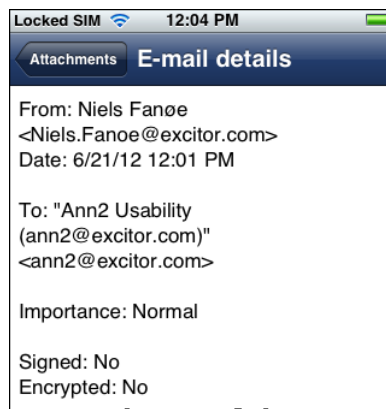 Locked SIM 12:04 PM
Attachments E-mail details
From: Niels Fanøe
<Niels.Fanoe@excitor.com>
Date: 6/21/12 12:01 PM
To: "Ann2 Usability
(ann2@excitor.com)"
<ann2@excitor.com>
Importance: Normal
Signed: No
Encrypted: No